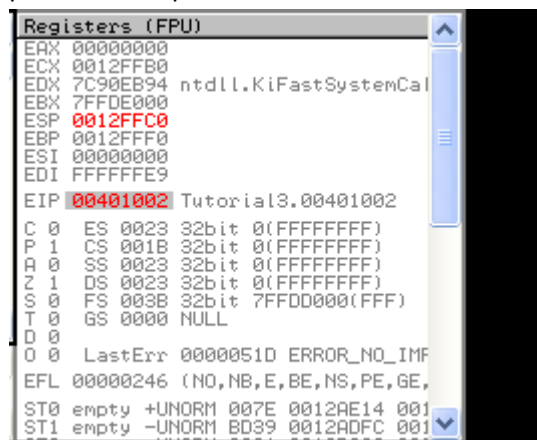 Registers (FPU)
EAX 00000000
ECX 0012FFB0
EDX 7C90EB94 ntdll.KiFastSystemCal
EBX 7FFDE000
ESP 0012FFC0
EBP 0012FFF0
ESI 00000000
EDI FFFFFFE9
EIP 00401002 Tutorial3.00401002
C 0 ES 0023 32bit 0(FFFFFFFF)
P 1 CS 001B 32bit 0(FFFFFFFF)
A 0 SS 0023 32bit 0(FFFFFFFF)
Z 1 DS 0023 32bit 0(FFFFFFFF)
S 0 FS 003B 32bit 7FFDD000(FFF)
T 0 GS 0000 NULL
D 0
O 0 LastErr 0000051D ERROR_NO_IMP
EFL 00000246 (NO,NB,E,BE,NS,PE,GE,
ST0 empty +UNORM 007E 0012AE14 001
ST1 empty -UNORM BD39 0012ADFC 001